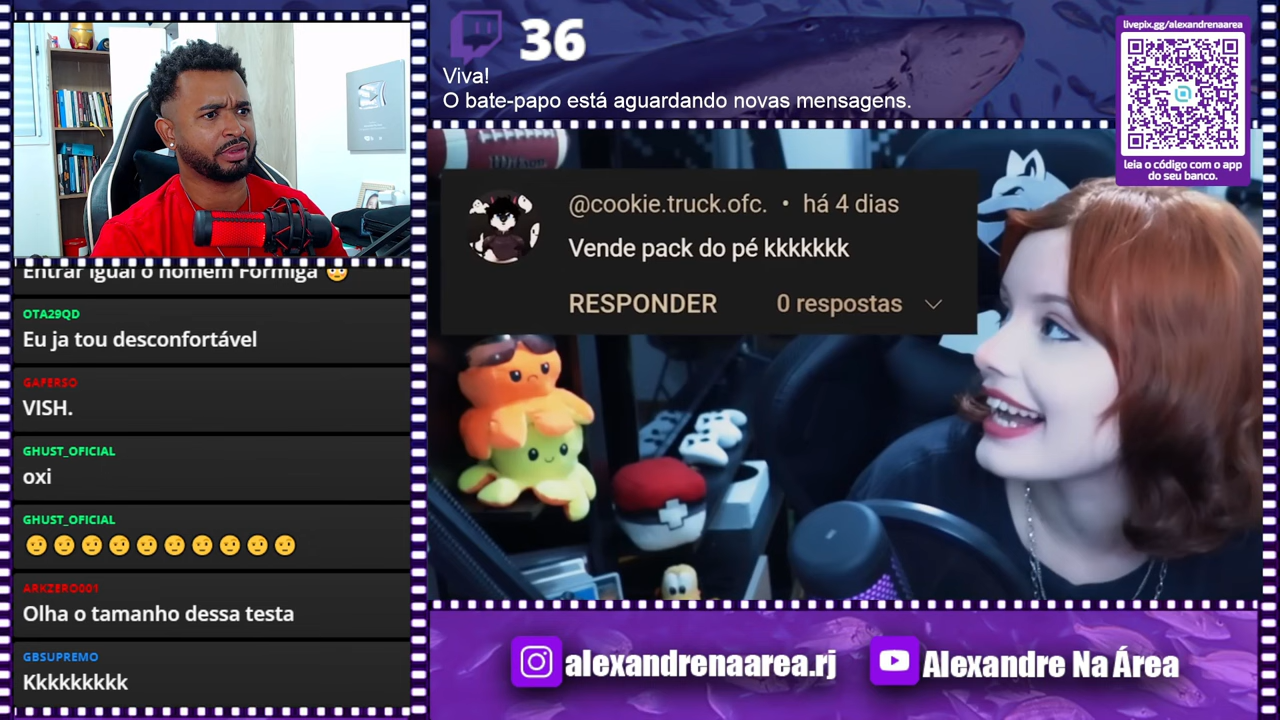 36
Viva!
O bate-papo está aguardando novas mensagens.
livepix.gg/alexandrenaarea
leia o código com o app
do seu banco.
@cookie.truck.ofc. • há 4 dias
Vende pack do pé kkkkkkk
RESPONDER 0 respostas
Entrar igual o homem Formiga 😳
OTA29QD
Eu ja tou desconfortável
GAFERSO
VISH.
GHUST_OFICIAL
oxi
GHUST_OFICIAL
ARKZERO001
Olha o tamanho dessa testa
GBSUPREMO
Kkkkkkkkk
alexandrenaarea.rj
Alexandre Na Área